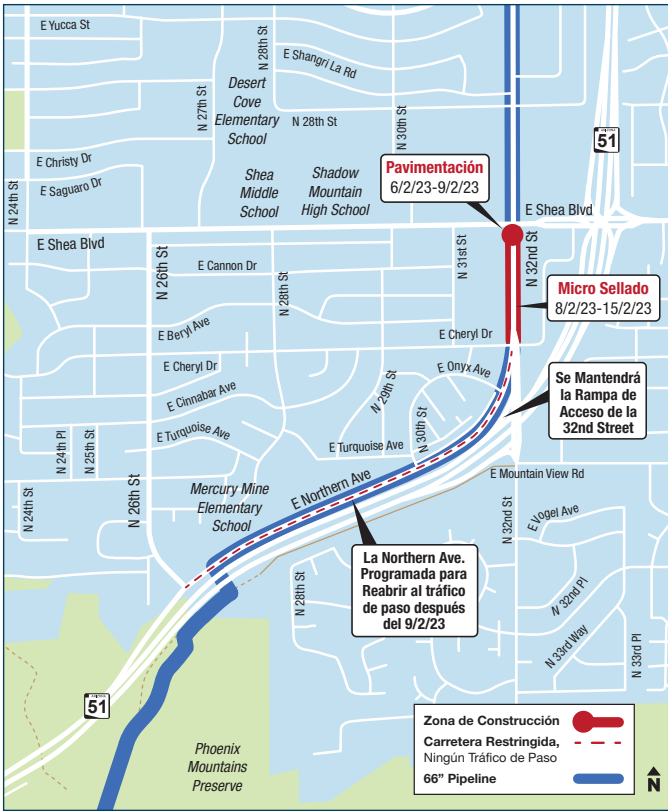 E Yucca St
N 28th St
E Shangri La Rd
N 27th St
Desert
Cove
Elementary
School
N 28th St
N 30th St
ARIZONA
51
E Christy Dr
E Saguaro Dr
N 24th St
Shea
Middle
School
Shadow
Mountain
High School
Pavimentación
6/2/23-9/2/23
E Shea Blvd
E Shea Blvd
N 26th St
E Cannon Dr
N 28th St
N 31st St
N 32nd St
Micro Sellado
8/2/23-15/2/23
E Beryl Ave
E Cheryl Dr
E Cheryl Dr
E Onyx Ave
N 29th St
E Cinnabar Ave
Se Mantendrá
la Rampa de
Acceso de la
32nd Street
N 24th Pl
N 25th St
E Turquoise Ave
E Turquoise Ave
N 30th St
N 24th St
N 26th St
Mercury Mine
Elementary
School
E Northern Ave
E Mountain View Rd
N 32nd St
E Vogel Ave
La Northern Ave.
Programada para
Reabrir al tráfico
de paso después
del 9/2/23
N 28th St
N 32nd Pl
N 33rd Way
N 33rd Pl
ARIZONA
51
Phoenix
Mountains
Preserve
Zona de Construcción
Carretera Restringida,
Ningún Tráfico de Paso
66” Pipeline
N